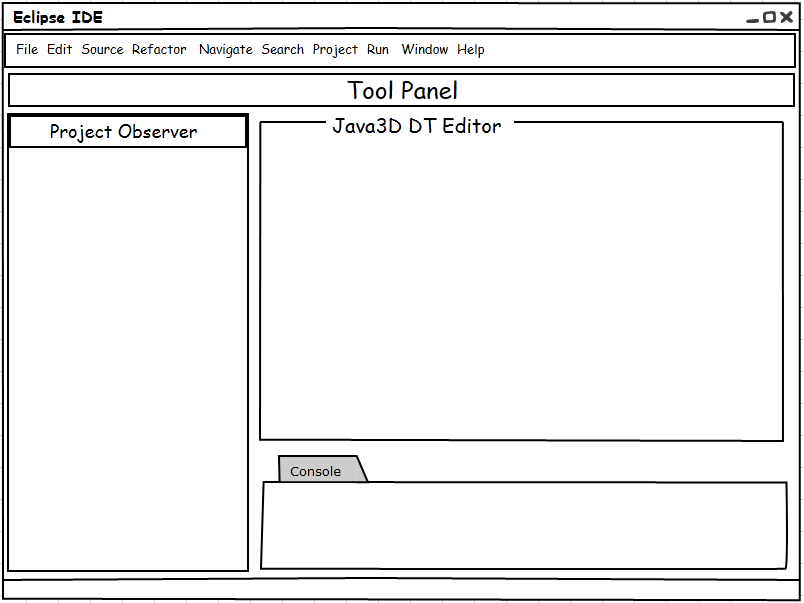 Eclipse IDE
File Edit Source Refactor Navigate Search Project Run Window Help
Tool Panel
Project Observer
Java3D DT Editor
Console